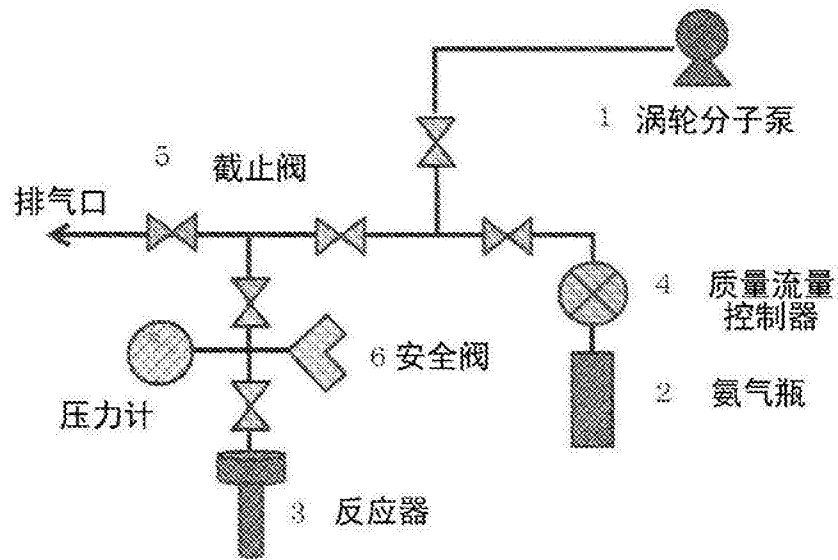 1 涡轮分子泵
5 截止阀
排气口
4 质量流量
控制器
6 安全阀
压力计
2 氨气瓶
3 反应器